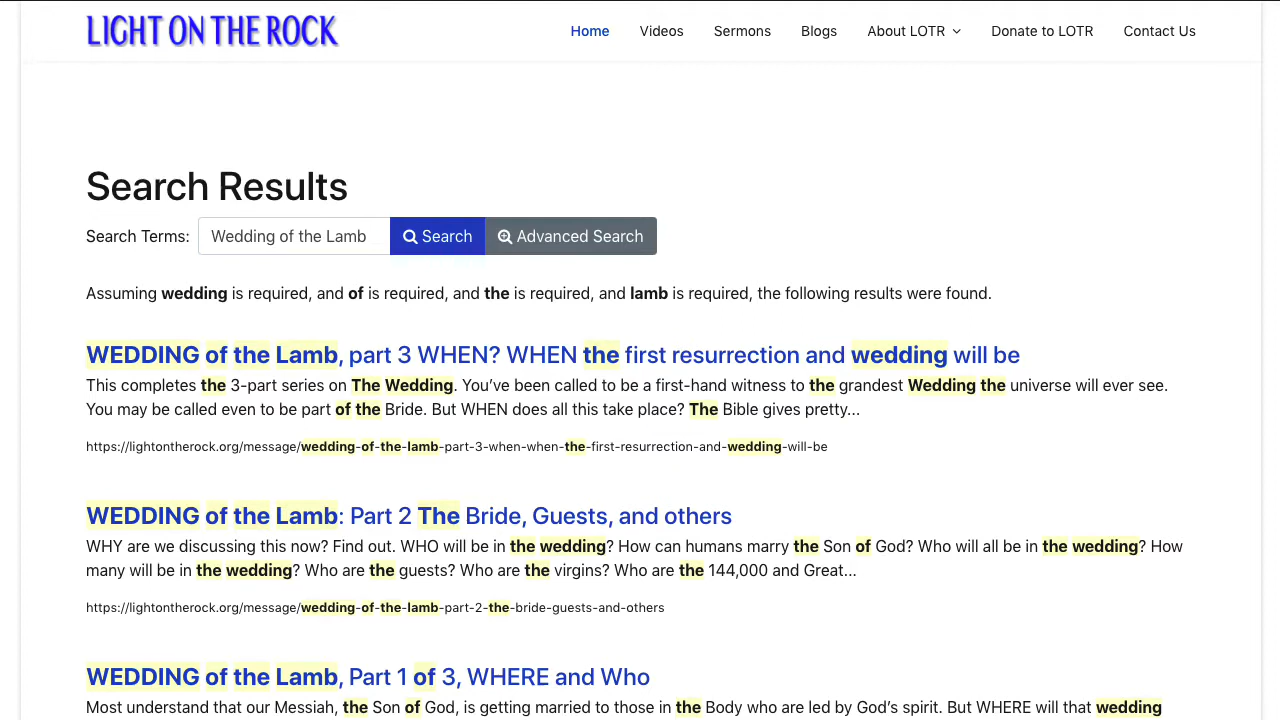 LIGHT ON THE ROCK
Home Videos Sermons Blogs About LOTR Donate to LOTR Contact Us
Search Results
Search Terms: Wedding of the Lamb Search Advanced Search
Assuming wedding is required, and of is required, and the is required, and lamb is required, the following results were found.
WEDDING of the Lamb, part 3 WHEN? WHEN the first resurrection and wedding will be
This completes the 3-part series on The Wedding. You’ve been called to be a first-hand witness to the grandest Wedding the universe will ever see.
You may be called even to be part of the Bride. But WHEN does all this take place? The Bible gives pretty...
https://lightontherock.org/message/wedding-of-the-lamb-part-3-when-when-the-first-resurrection-and-wedding-will-be
WEDDING of the Lamb: Part 2 The Bride, Guests, and others
WHY are we discussing this now? Find out. WHO will be in the wedding? How can humans marry the Son of God? Who will all be in the wedding? How
many will be in the wedding? Who are the guests? Who are the virgins? Who are the 144,000 and Great...
https://lightontherock.org/message/wedding-of-the-lamb-part-2-the-bride-guests-and-others
WEDDING of the Lamb, Part 1 of 3, WHERE and Who
Most understand that our Messiah, the Son of God, is getting married to those in the Body who are led by God’s spirit. But WHERE will that wedding